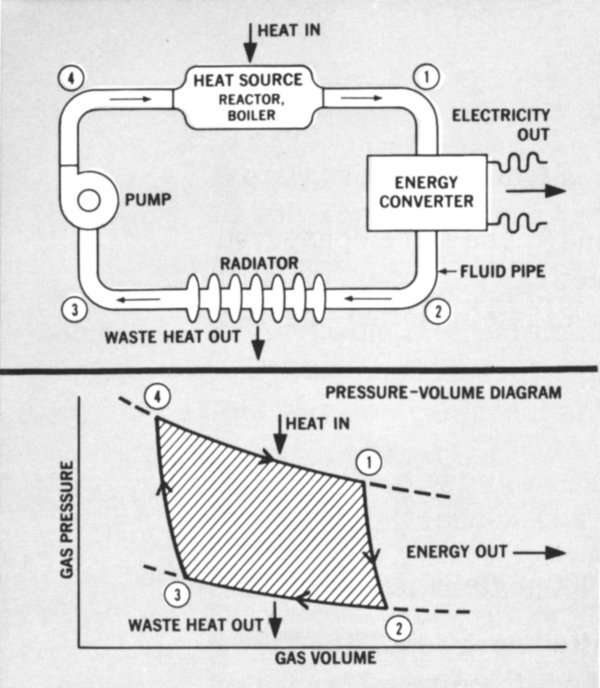 HEAT IN
4
HEAT SOURCE
REACTOR,
BOILER
1
ELECTRICITY
OUT
PUMP
ENERGY
CONVERTER
RADIATOR
FLUID PIPE
3
2
WASTE HEAT OUT
PRESSURE-VOLUME DIAGRAM
4
HEAT IN
1
GAS PRESSURE
ENERGY OUT
3
WASTE HEAT OUT
2
GAS VOLUME